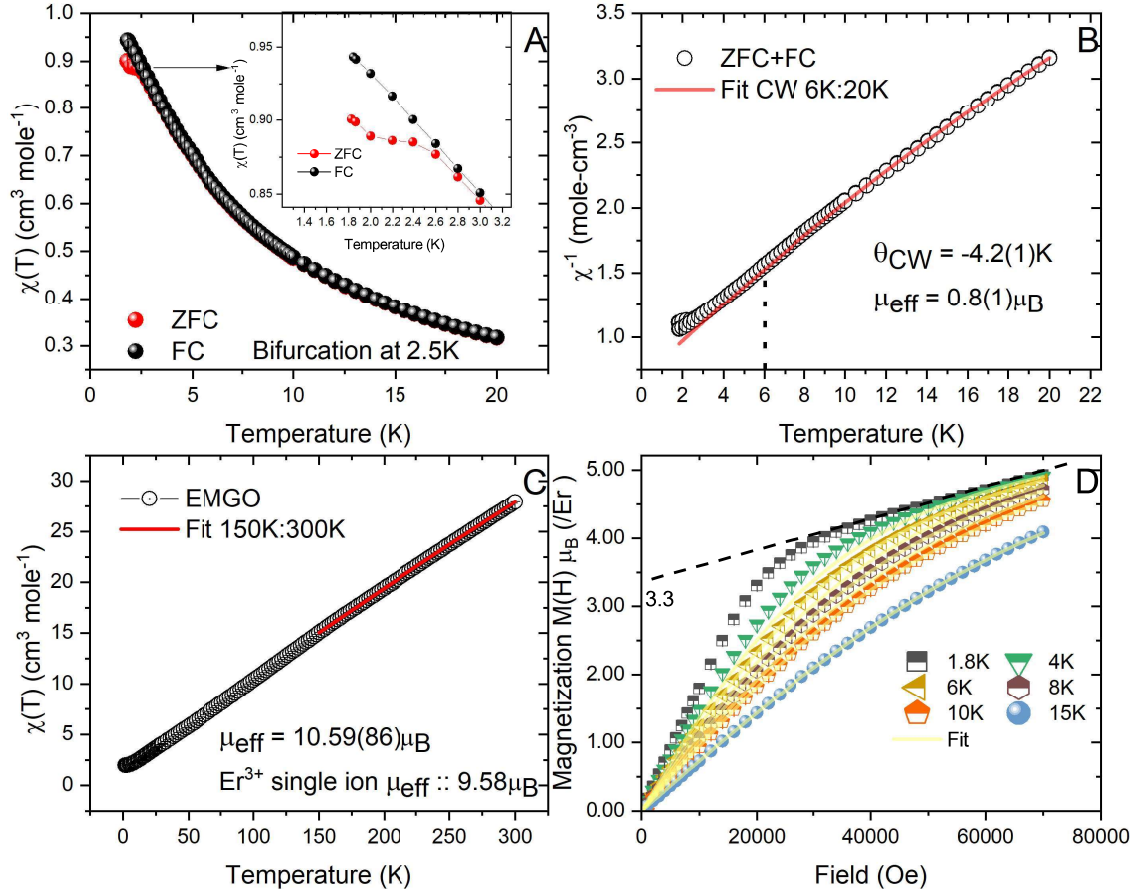 A
χ(T) (cm³ mole⁻¹)
1.0
0.9
0.8
0.7
0.6
0.5
0.4
0.3
0 5 10 15 20
Temperature (K)
ZFC
FC
Bifurcation at 2.5K
χ(T) (cm³ mole⁻¹)
0.95
0.90
0.85
1.4 1.6 1.8 2.0 2.2 2.4 2.6 2.8 3.0 3.2
Temperature (K)
ZFC
FC
B
χ⁻¹ (mole-cm⁻³)
3.5
3.0
2.5
2.0
1.5
1.0
0 2 4 6 8 10 12 14 16 18 20 22
Temperature (K)
ZFC+FC
Fit CW 6K:20K
θCW = -4.2(1)K
μeff = 0.8(1)μB
C
χ(T) (cm³ mole⁻¹)
30
25
20
15
10
5
0
0 50 100 150 200 250 300
Temperature (K)
EMGO
Fit 150K:300K
μeff = 10.59(86)μB
Er³⁺ single ion μeff :: 9.58μB
D
Magnetization M(H) μB (/Er)
5.00
4.00
3.00
2.00
1.00
0.00
3.3
0 20000 40000 60000 80000
Field (Oe)
1.8K 4K
6K 8K
10K 15K
Fit